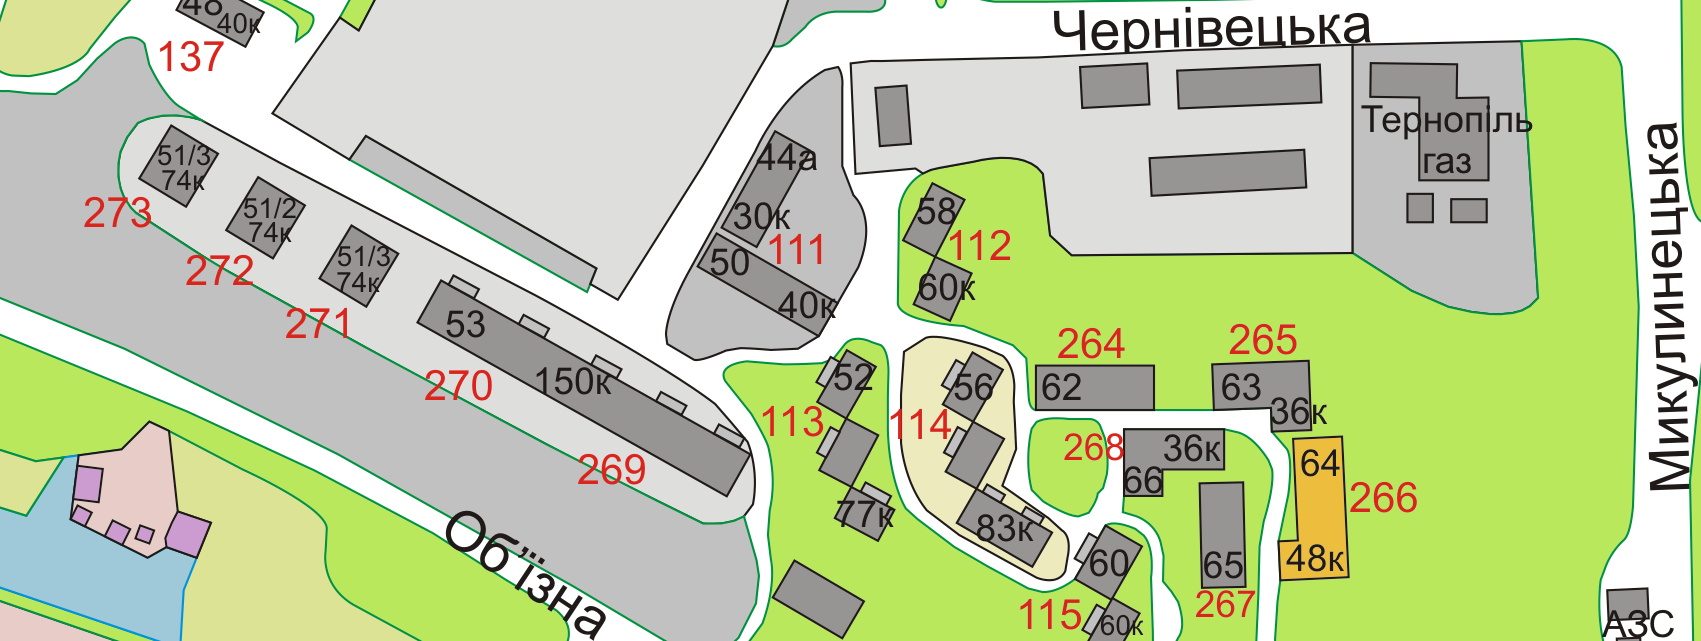 48
40к
137
Чернівецька
51/3
74к
273
51/2
74к
272
51/3
74к
271
53
150к
270
269
44а
30к
111
50
40к
58
112
60к
Тернопіль
газ
Микулинецька
264
62
265
63
36к
52
113
77к
56
114
83к
268
36к
66
64
266
48к
65
267
60
115
60к
Об'їзна
АЗС